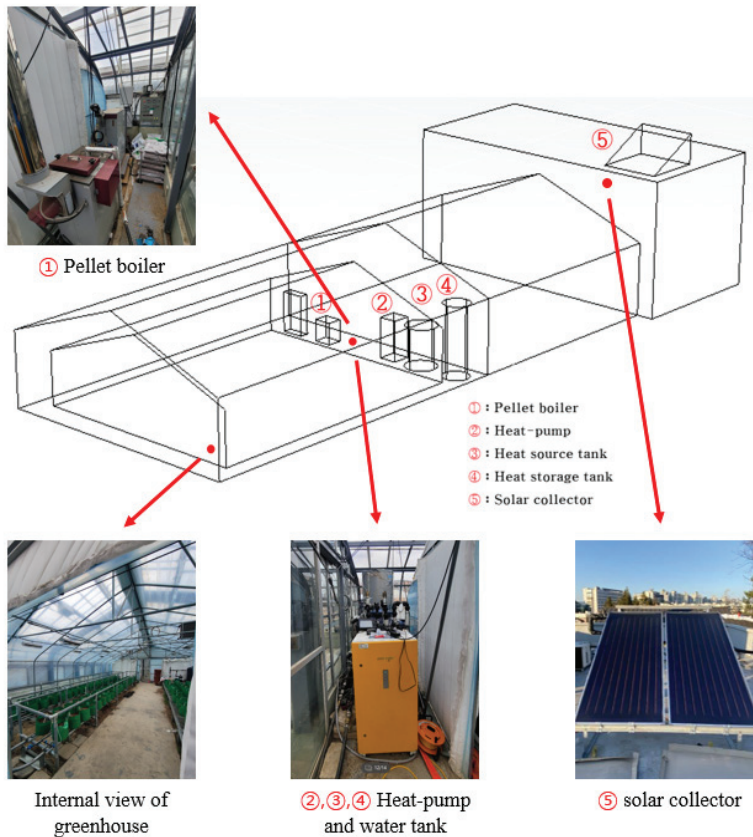 ⑤
① Pellet boiler
①
②
③
④
① : Pellet boiler
② : Heat-pump
③ : Heat source tank
④ : Heat storage tank
⑤ : Solar collector
Internal view of
greenhouse
②,③,④ Heat-pump
and water tank
⑤ solar collector